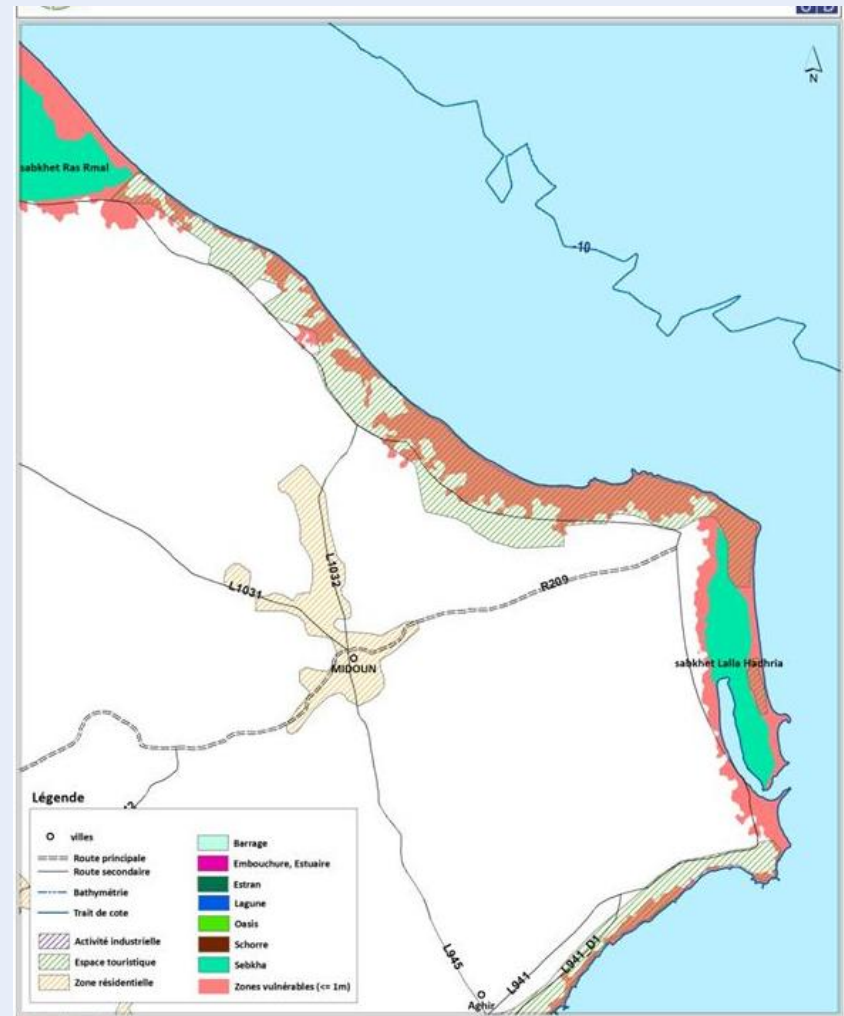 N
sabkhet Ras Rmal
-10
L1032
L1031
R209
MIDOUN
sabkhet Lalla Hadhria
L945
L941
L941_D1
Aghir
Légende
villes
Route principale
Route secondaire
Bathymétrie
Trait de cote
Activité industrielle
Espace touristique
Zone résidentielle
Barrage
Embouchure, Estuaire
Estran
Lagune
Oasis
Schorre
Sebkha
Zones vulnérables (<= 1m)